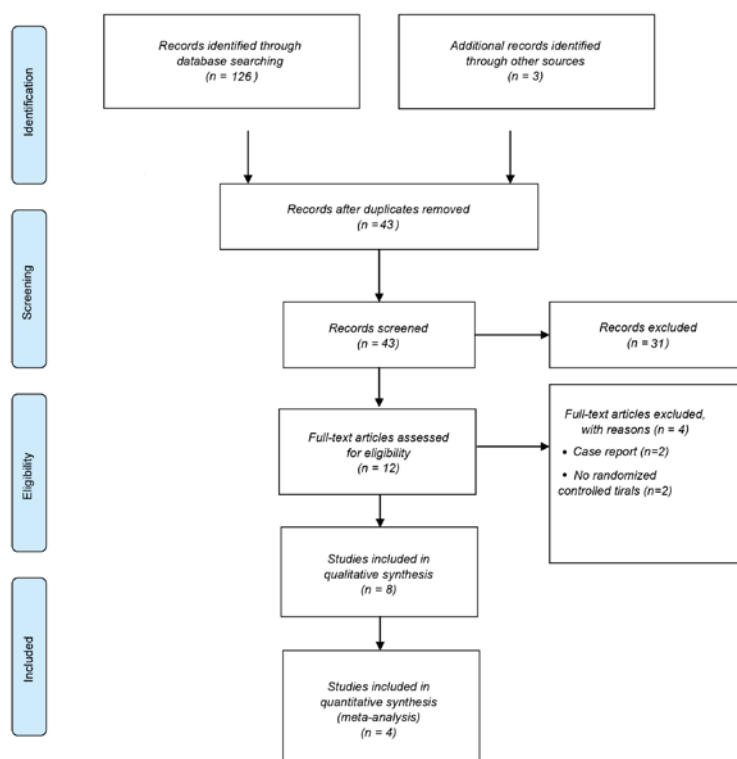 Identification
Records identified through
database searching
(n = 126)
Additional records identified
through other sources
(n = 3)
Screening
Records after duplicates removed
(n =43)
Records screened
(n = 43)
Records excluded
(n = 31)
Eligibility
Full-text articles assessed
for eligibility
(n = 12)
Full-text articles excluded,
with reasons (n = 4)
• Case report (n=2)
• No randomized
controlled tirals (n=2)
Studies included in
qualitative synthesis
(n = 8)
Included
Studies included in
quantitative synthesis
(meta-analysis)
(n = 4)